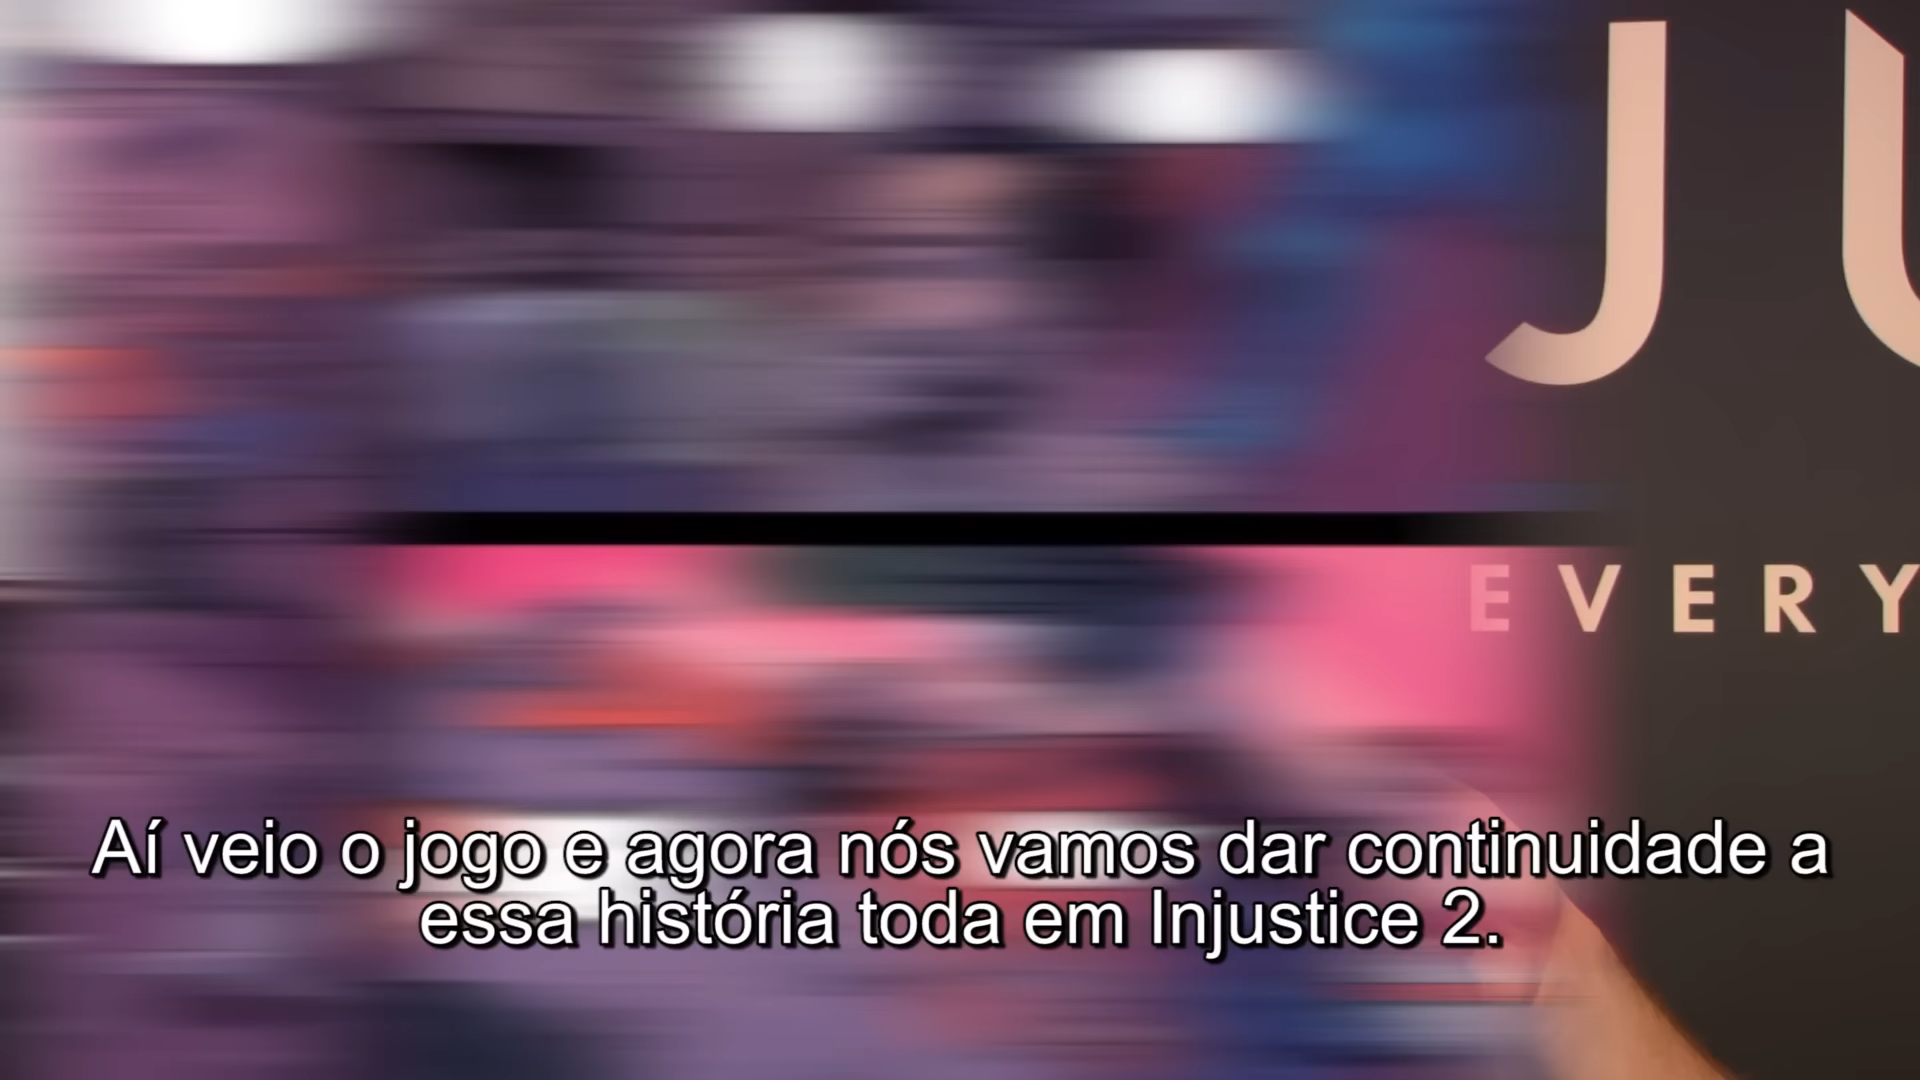 JU
EVERY
Aí veio o jogo e agora nós vamos dar continuidade a
essa história toda em Injustice 2.